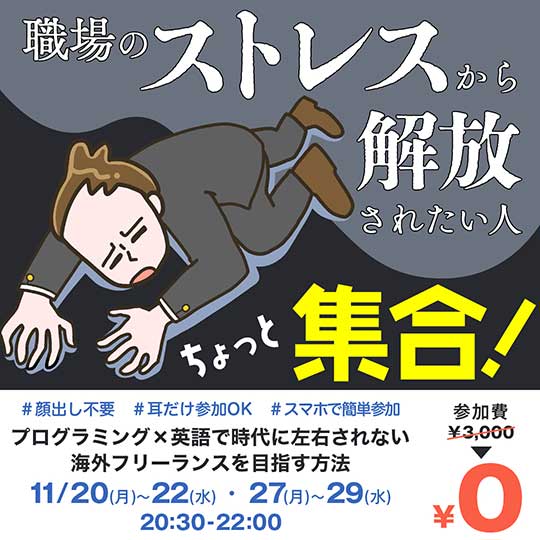 職場のストレスから
解放
されたい人
ちょっと集合!
#顔出し不要 #耳だけ参加OK #スマホで簡単参加
プログラミング×英語で時代に左右されない
海外フリーランスを目指す方法
11/20(月)~22(水)・27(月)~29(水)
20:30-22:00
参加費
¥3,000
¥0